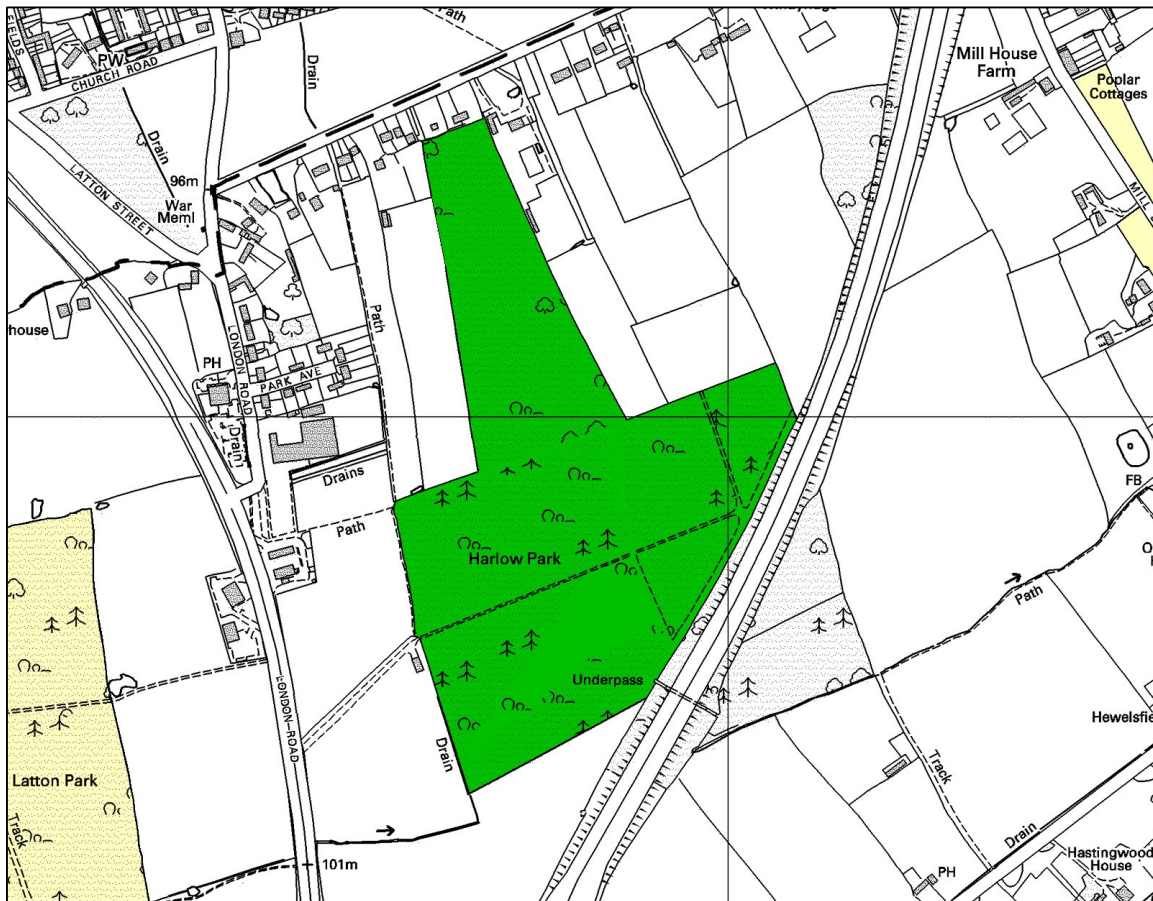 FIELDS
PW
CHURCH ROAD
Path
Drain
Mill House
Farm
Poplar
Cottages
Drain
LATTON STREET
96m
War
Meml
house
LONDON ROAD
Path
PH
PARK AVE
Drain
Drains
Path
FB
Harlow Park
Path
Underpass
LONDON ROAD
Drain
Latton Park
Track
101m
Hewelsfie
Track
Drain
Hastingwood
House
PH